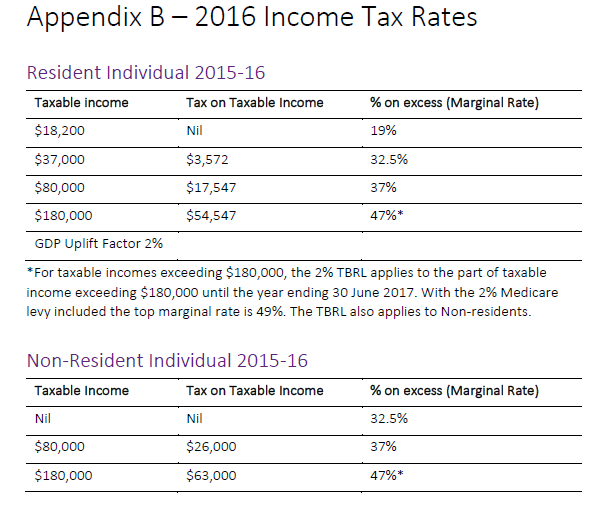 Appendix B – 2016 Income Tax Rates
Resident Individual 2015-16
Taxable income Tax on Taxable Income % on excess (Marginal Rate)
$18,200 Nil 19%
$37,000 $3,572 32.5%
$80,000 $17,547 37%
$180,000 $54,547 47%*
GDP Uplift Factor 2%
*For taxable incomes exceeding $180,000, the 2% TBRL applies to the part of taxable
income exceeding $180,000 until the year ending 30 June 2017. With the 2% Medicare
levy included the top marginal rate is 49%. The TBRL also applies to Non-residents.
Non-Resident Individual 2015-16
Taxable Income Tax on Taxable Income % on excess (Marginal Rate)
Nil Nil 32.5%
$80,000 $26,000 37%
$180,000 $63,000 47%*